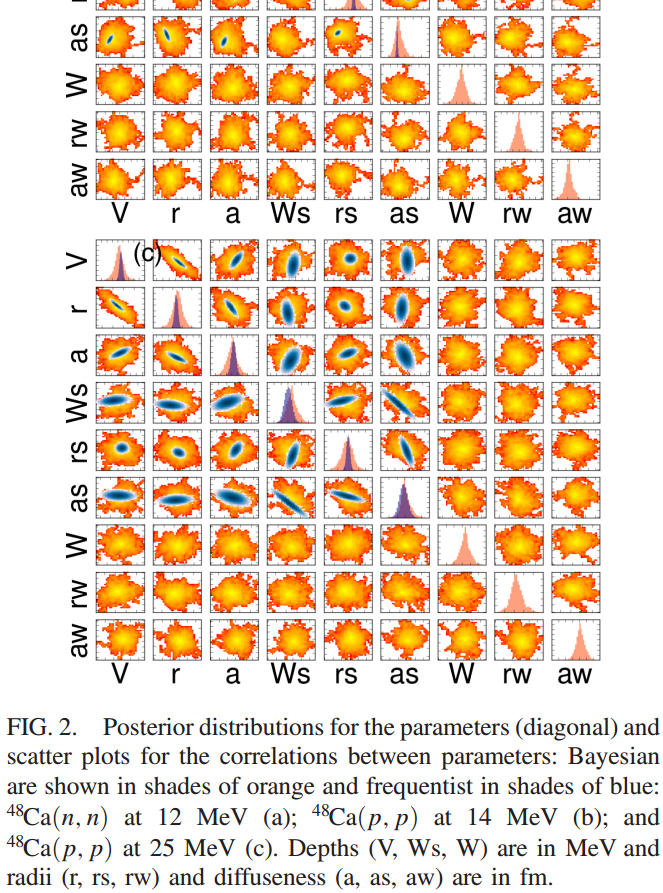 as
W
rw
aw
V r a Ws rs as W rw aw
(c)
V
r
a
Ws
rs
as
W
rw
aw
V r a Ws rs as W rw aw
FIG. 2. Posterior distributions for the parameters (diagonal) and
scatter plots for the correlations between parameters: Bayesian
are shown in shades of orange and frequentist in shades of blue:
⁴⁸Ca(n, n) at 12 MeV (a); ⁴⁸Ca(p, p) at 14 MeV (b); and
⁴⁸Ca(p, p) at 25 MeV (c). Depths (V, Ws, W) are in MeV and
radii (r, rs, rw) and diffuseness (a, as, aw) are in fm.